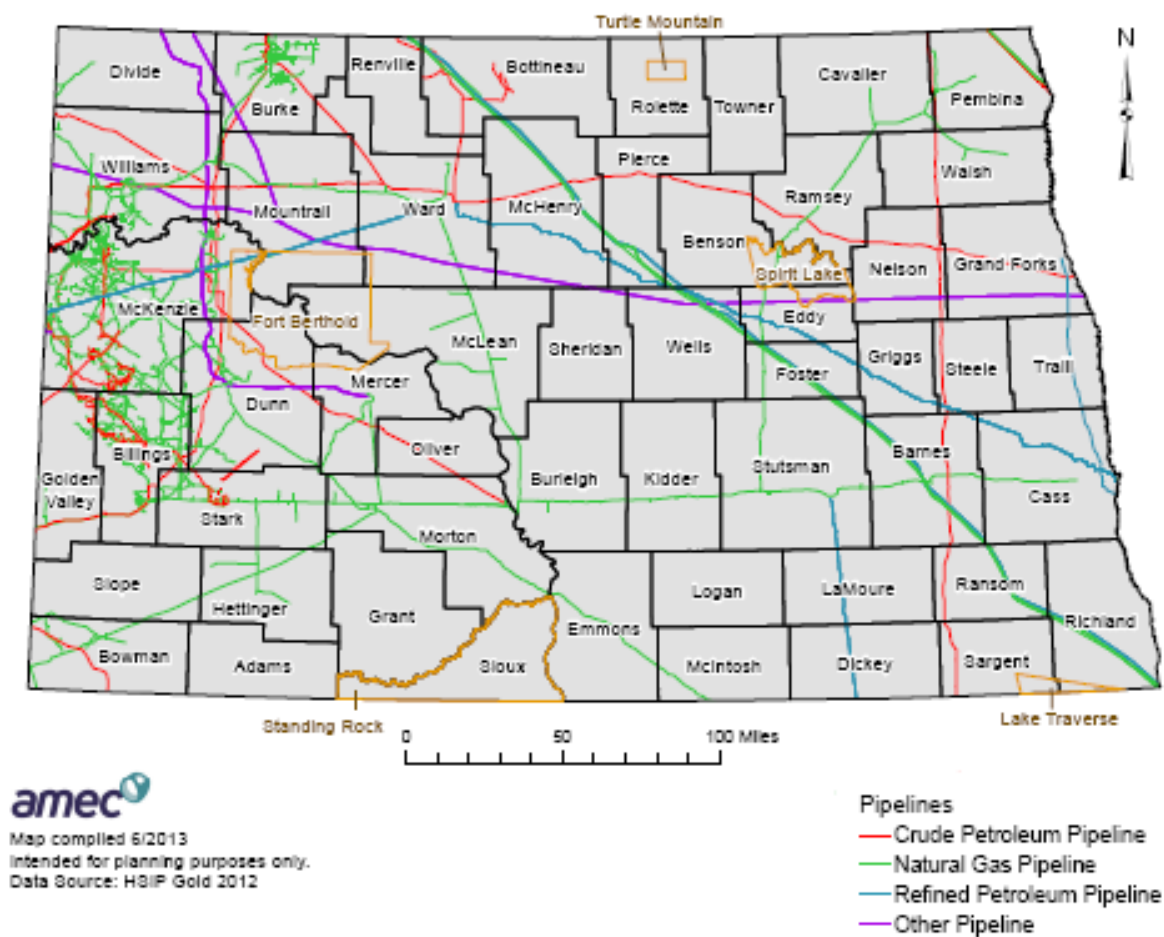 Turtle Mountain
N
Divide
Burke
Renville
Bottineau
Rolette
Towner
Cavalier
Pembina
Williams
Mountrail
Ward
McHenry
Pierce
Ramsey
Walsh
Benson
Spirit Lake
Nelson
Grand Forks
McKenzie
Fort Berthold
McLean
Sheridan
Wells
Eddy
Foster
Griggs
Steele
Traill
Dunn
Mercer
Oliver
Billings
Golden
Valley
Stark
Morton
Burleigh
Kidder
Stutsman
Barnes
Cass
Slope
Hettinger
Grant
Sioux
Emmons
Logan
LaMoure
Ransom
Richland
Bowman
Adams
McIntosh
Dickey
Sargent
Standing Rock
Lake Traverse
0 50 100 Miles
amec
Map compiled 6/2013
Intended for planning purposes only.
Data Source: HSIP Gold 2012
Pipelines
Crude Petroleum Pipeline
Natural Gas Pipeline
Refined Petroleum Pipeline
Other Pipeline